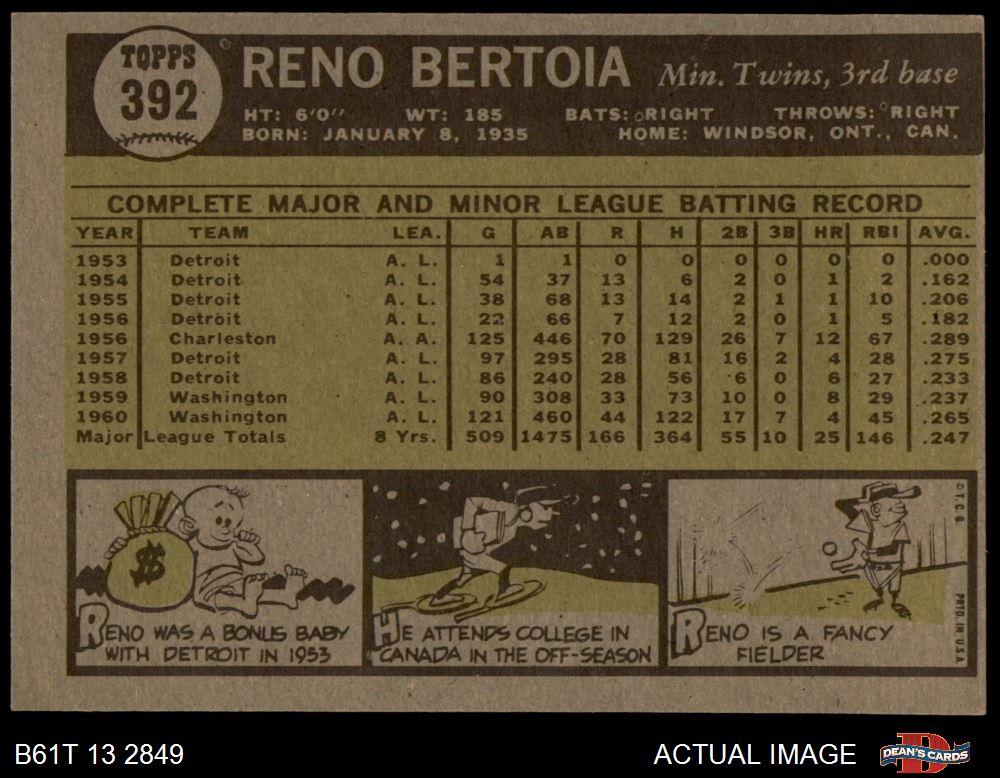 TOPPS
392
RENO BERTOIA Min. Twins, 3rd base
HT: 6'0" WT: 185 BATS: RIGHT THROWS: RIGHT
BORN: JANUARY 8, 1935 HOME: WINDSOR, ONT., CAN.
COMPLETE MAJOR AND MINOR LEAGUE BATTING RECORD
YEAR TEAM LEA. G AB R H 2B 3B HR RBI AVG.
1953 Detroit A. L. 1 1 0 0 0 0 0 0 .000
1954 Detroit A. L. 54 37 13 6 2 0 1 2 .162
1955 Detroit A. L. 38 68 13 14 2 1 1 10 .206
1956 Detroit A. L. 22 66 7 12 2 0 1 5 .182
1956 Charleston A. A. 125 446 70 129 26 7 12 67 .289
1957 Detroit A. L. 97 295 28 81 16 2 4 28 .275
1958 Detroit A. L. 86 240 28 56 6 0 6 27 .233
1959 Washington A. L. 90 308 33 73 10 0 8 29 .237
1960 Washington A. L. 121 460 44 122 17 7 4 45 .265
Major League Totals 8 Yrs. 509 1475 166 364 55 10 25 146 .247
$
RENO WAS A BONUS BABY
WITH DETROIT IN 1953
HE ATTENDS COLLEGE IN
CANADA IN THE OFF-SEASON
RENO IS A FANCY
FIELDER
© T. C. G.
PRTD. IN U.S.A.
B61T 13 2849
ACTUAL IMAGE
DEAN'S CARDS